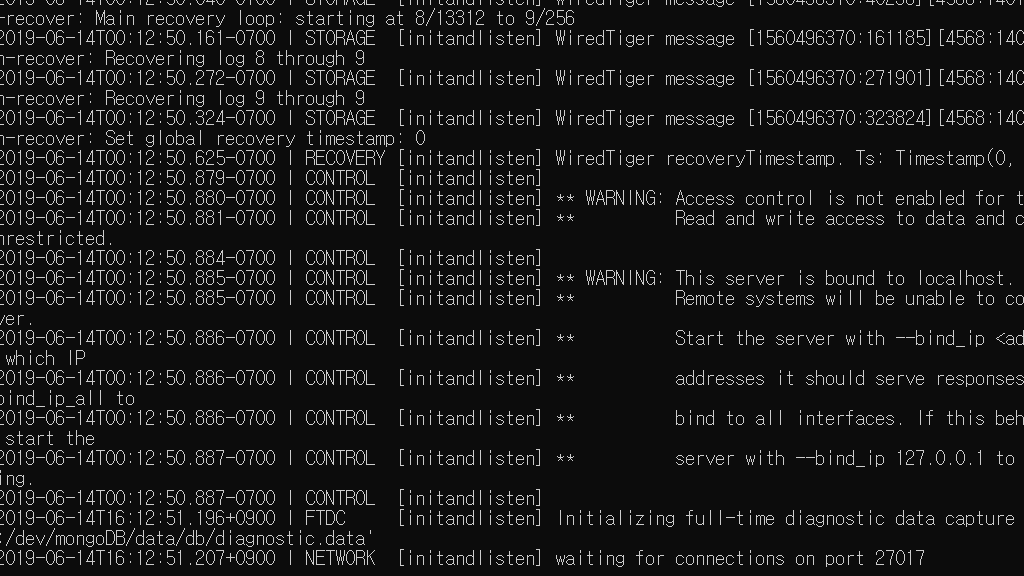 2019-06-14T00:12:50.040-0700 I STORAGE  [initandlisten] WiredTiger message
-recover: Main recovery loop: starting at 8/13312 to 9/256
2019-06-14T00:12:50.161-0700 I STORAGE  [initandlisten] WiredTiger message [1560496370:161185][4568:140
n-recover: Recovering log 8 through 9
2019-06-14T00:12:50.272-0700 I STORAGE  [initandlisten] WiredTiger message [1560496370:271901][4568:140
n-recover: Recovering log 9 through 9
2019-06-14T00:12:50.324-0700 I STORAGE  [initandlisten] WiredTiger message [1560496370:323824][4568:140
n-recover: Set global recovery timestamp: 0
2019-06-14T00:12:50.625-0700 I RECOVERY [initandlisten] WiredTiger recoveryTimestamp. Ts: Timestamp(0,
2019-06-14T00:12:50.879-0700 I CONTROL  [initandlisten]
2019-06-14T00:12:50.880-0700 I CONTROL  [initandlisten] ** WARNING: Access control is not enabled for t
2019-06-14T00:12:50.881-0700 I CONTROL  [initandlisten] **          Read and write access to data and c
nrestricted.
2019-06-14T00:12:50.884-0700 I CONTROL  [initandlisten]
2019-06-14T00:12:50.885-0700 I CONTROL  [initandlisten] ** WARNING: This server is bound to localhost.
2019-06-14T00:12:50.885-0700 I CONTROL  [initandlisten] **          Remote systems will be unable to co
ver.
2019-06-14T00:12:50.886-0700 I CONTROL  [initandlisten] **          Start the server with --bind_ip <ad
which IP
2019-06-14T00:12:50.886-0700 I CONTROL  [initandlisten] **          addresses it should serve responses
bind_ip_all to
2019-06-14T00:12:50.886-0700 I CONTROL  [initandlisten] **          bind to all interfaces. If this beh
start the
2019-06-14T00:12:50.887-0700 I CONTROL  [initandlisten] **          server with --bind_ip 127.0.0.1 to
ing.
2019-06-14T00:12:50.887-0700 I CONTROL  [initandlisten]
2019-06-14T16:12:51.196+0900 I FTDC     [initandlisten] Initializing full-time diagnostic data capture
:/dev/mongoDB/data/db/diagnostic.data'
2019-06-14T16:12:51.207+0900 I NETWORK  [initandlisten] waiting for connections on port 27017